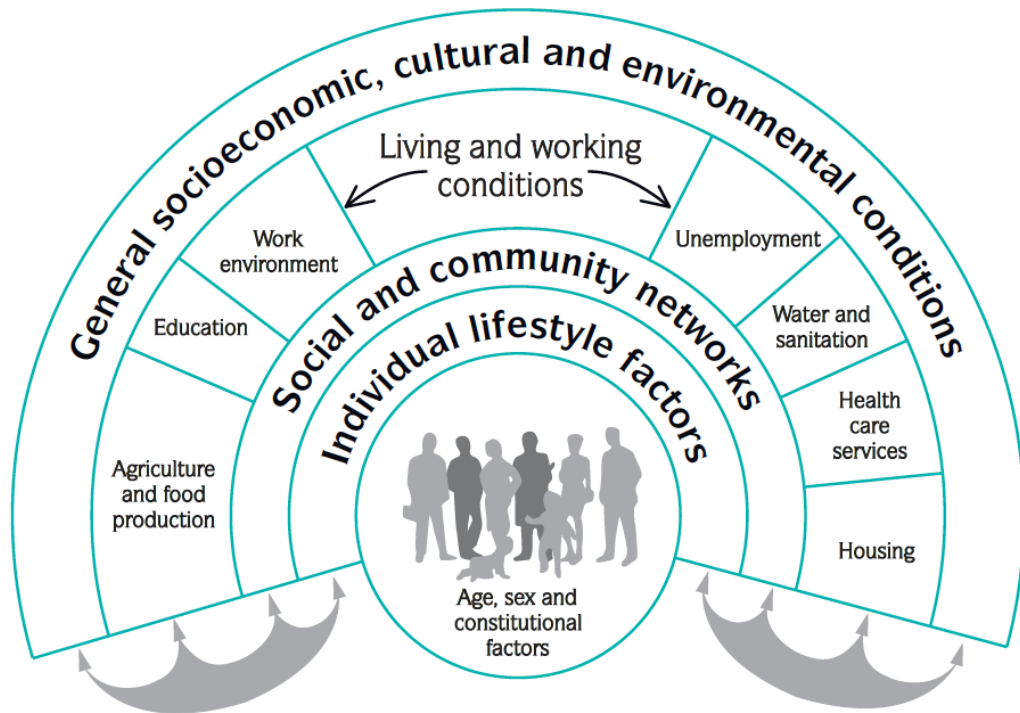 General socioeconomic, cultural and environmental conditions
Living and working
conditions
Work
environment
Unemployment
Education
Water and
sanitation
Health
care
services
Agriculture
and food
production
Housing
Social and community networks
Individual lifestyle factors
Age, sex and
constitutional
factors